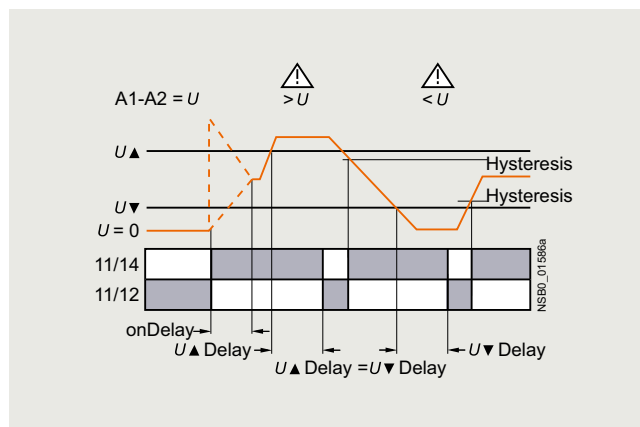 A1-A2 = U
> U
< U
U▲
Hysteresis
Hysteresis
U▼
U = 0
11/14
11/12
NSB0_01586a
onDelay
U▲Delay
U▼Delay
U▲Delay =U▼Delay